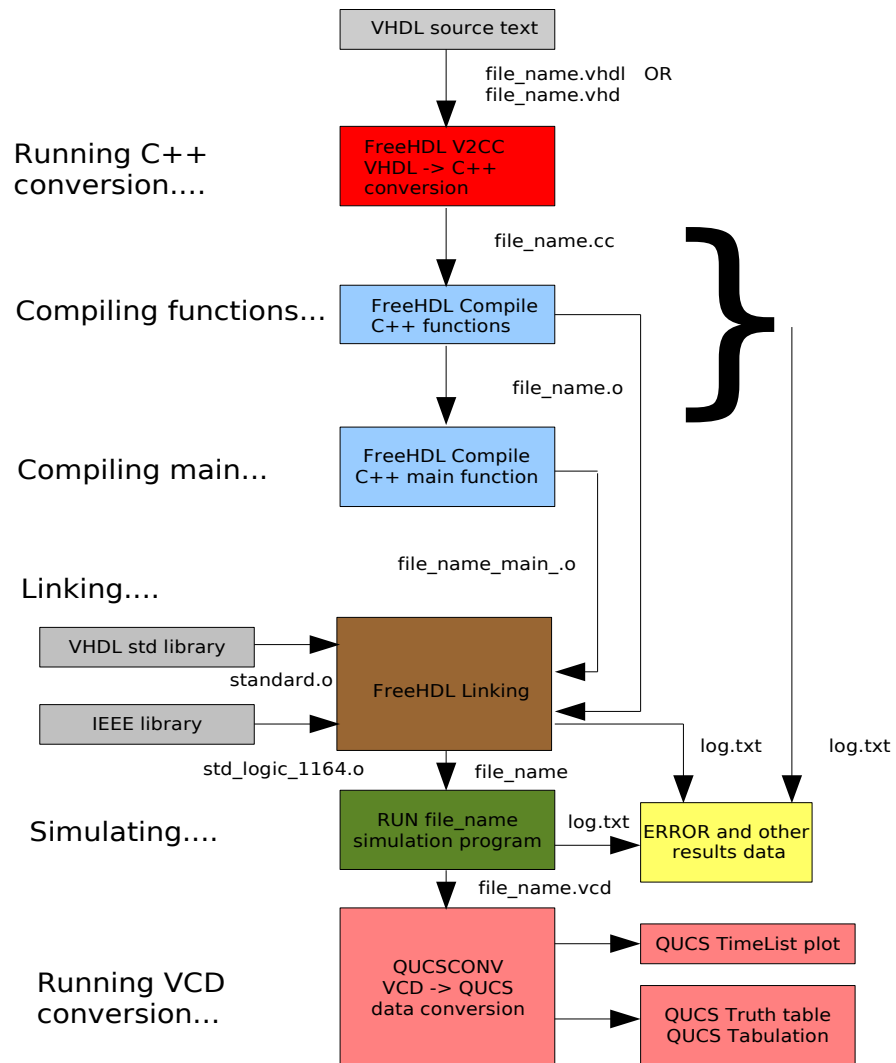 VHDL source text
file_name.vhdl   OR
file_name.vhd
Running C++
conversion....
FreeHDL V2CC
VHDL -> C++
conversion
file_name.cc
}
Compiling functions...
FreeHDL Compile
C++ functions
file_name.o
Compiling main...
FreeHDL Compile
C++ main function
file_name_main_.o
Linking....
VHDL std library
standard.o
FreeHDL Linking
IEEE library
std_logic_1164.o
file_name
log.txt
log.txt
Simulating....
RUN file_name
simulation program
log.txt
ERROR and other
results data
file_name.vcd
Running VCD
conversion...
QUCSCONV
VCD -> QUCS
data conversion
QUCS TimeList plot
QUCS Truth table
QUCS Tabulation